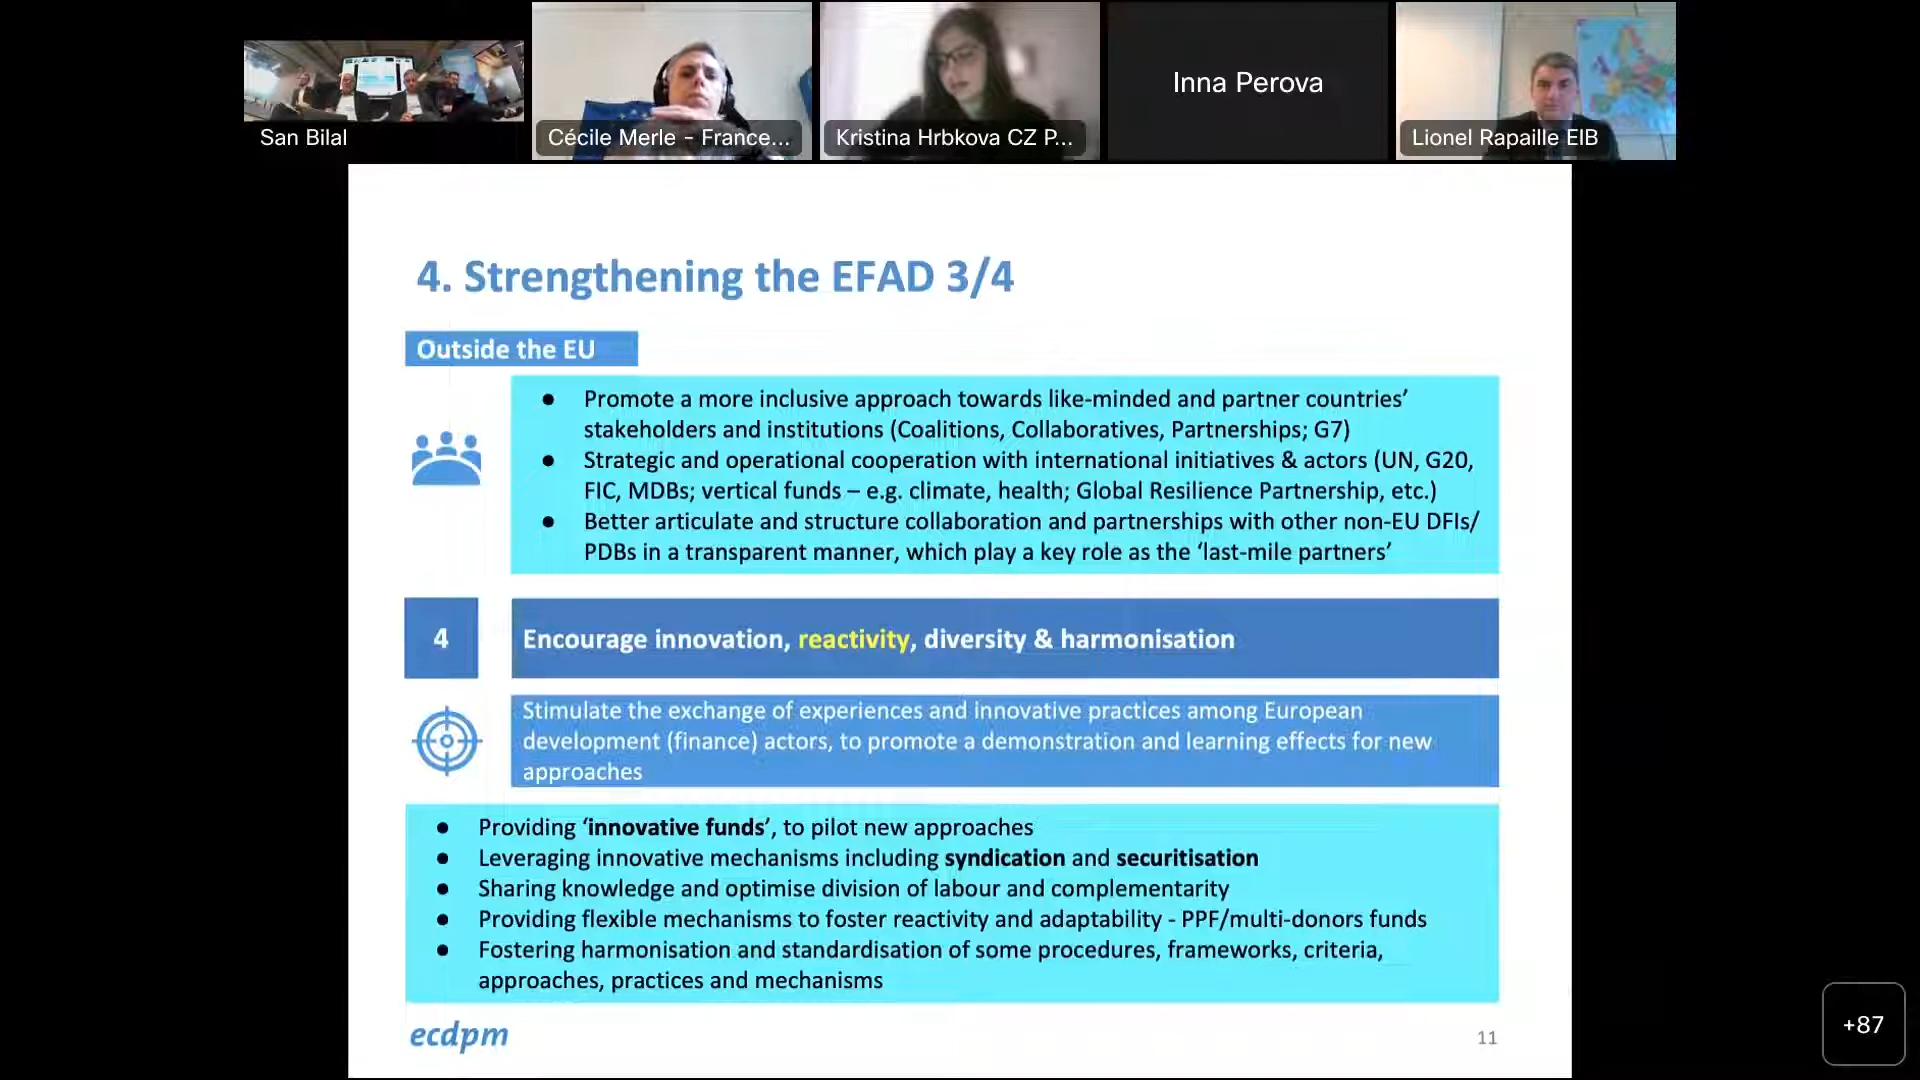 San Bilal
Cécile Merle - France...
Kristina Hrbkova CZ P...
Inna Perova
Lionel Rapaille EIB
4. Strengthening the EFAD 3/4
Outside the EU
● Promote a more inclusive approach towards like-minded and partner countries’
stakeholders and institutions (Coalitions, Collaboratives, Partnerships; G7)
● Strategic and operational cooperation with international initiatives & actors (UN, G20,
FIC, MDBs; vertical funds – e.g. climate, health; Global Resilience Partnership, etc.)
● Better articulate and structure collaboration and partnerships with other non-EU DFIs/
PDBs in a transparent manner, which play a key role as the ‘last-mile partners’
4
Encourage innovation, reactivity, diversity & harmonisation
Stimulate the exchange of experiences and innovative practices among European
development (finance) actors, to promote a demonstration and learning effects for new
approaches
● Providing ‘innovative funds’, to pilot new approaches
● Leveraging innovative mechanisms including syndication and securitisation
● Sharing knowledge and optimise division of labour and complementarity
● Providing flexible mechanisms to foster reactivity and adaptability - PPF/multi-donors funds
● Fostering harmonisation and standardisation of some procedures, frameworks, criteria,
approaches, practices and mechanisms
ecdpm
11
+87